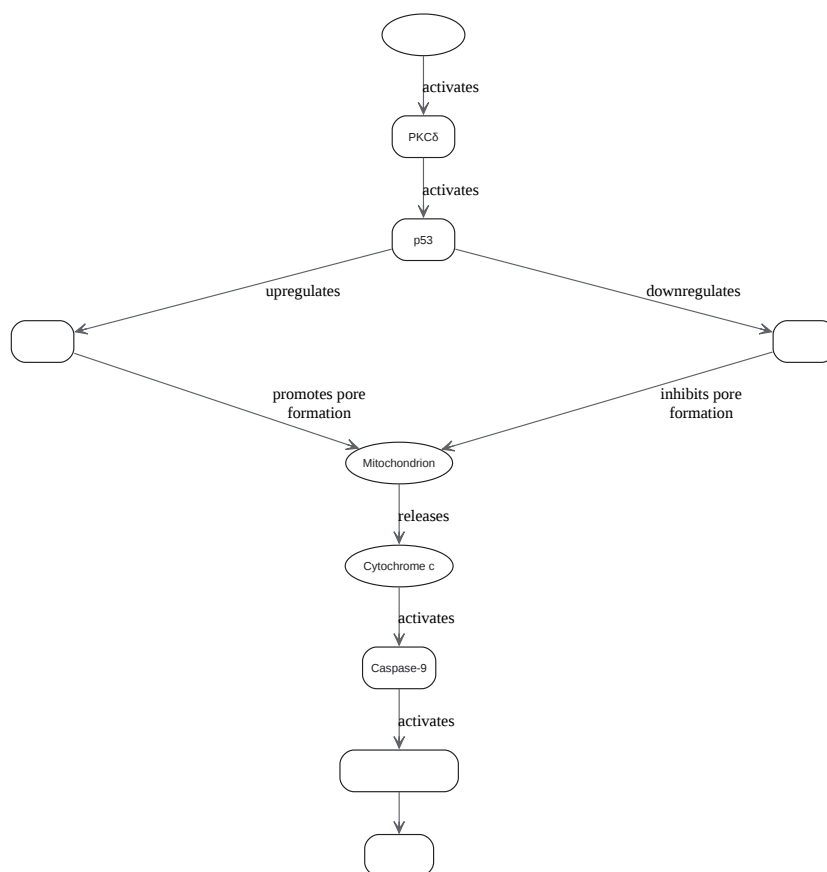 activates
PKCδ
activates
p53
upregulates
downregulates
promotes pore
formation
inhibits pore
formation
Mitochondrion
releases
Cytochrome c
activates
Caspase-9
activates